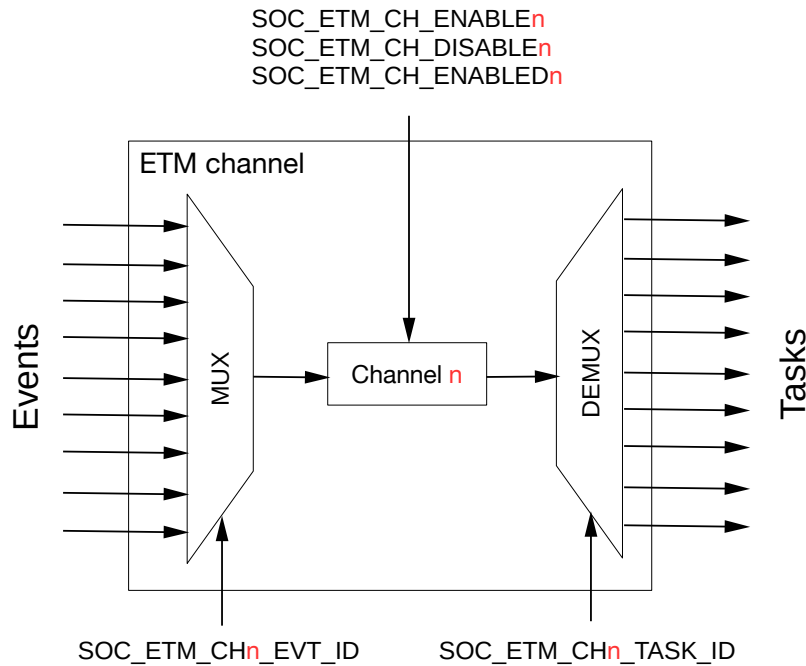 SOC_ETM_CH_ENABLEn
SOC_ETM_CH_DISABLEn
SOC_ETM_CH_ENABLEDn
ETM channel
Events
MUX
Channel n
DEMUX
Tasks
SOC_ETM_CHn_EVT_ID
SOC_ETM_CHn_TASK_ID